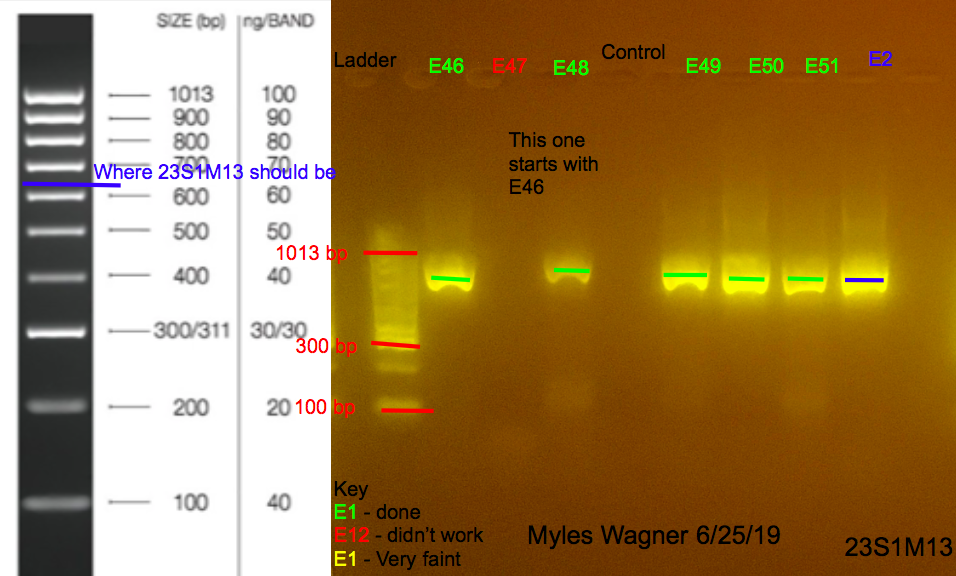 SIZE (bp) ng/BAND
1013 100
900 90
800 80
700 70
Where 23S1M13 should be
600 60
500 50
400 40
300/311 30/30
200 20
100 40
Ladder
E46
E47
E48
Control
E49
E50
E51
E2
This one
starts with
E46
1013 bp
300 bp
100 bp
Key
E1 - done
E12 - didn't work
E1 - Very faint
Myles Wagner 6/25/19
23S1M13